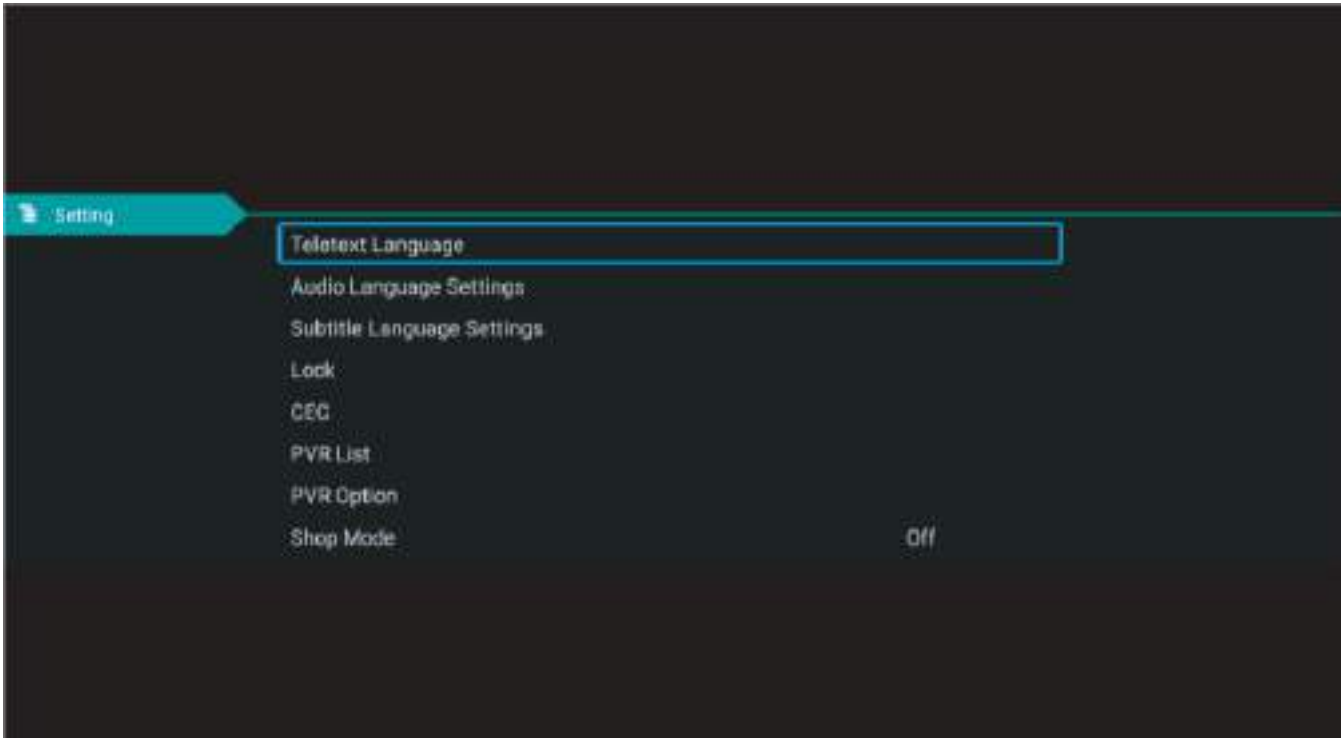 Setting
Teletext Language
Audio Language Settings
Subtitle Language Settings
Lock
CEC
PVR List
PVR Option
Shop Mode Off